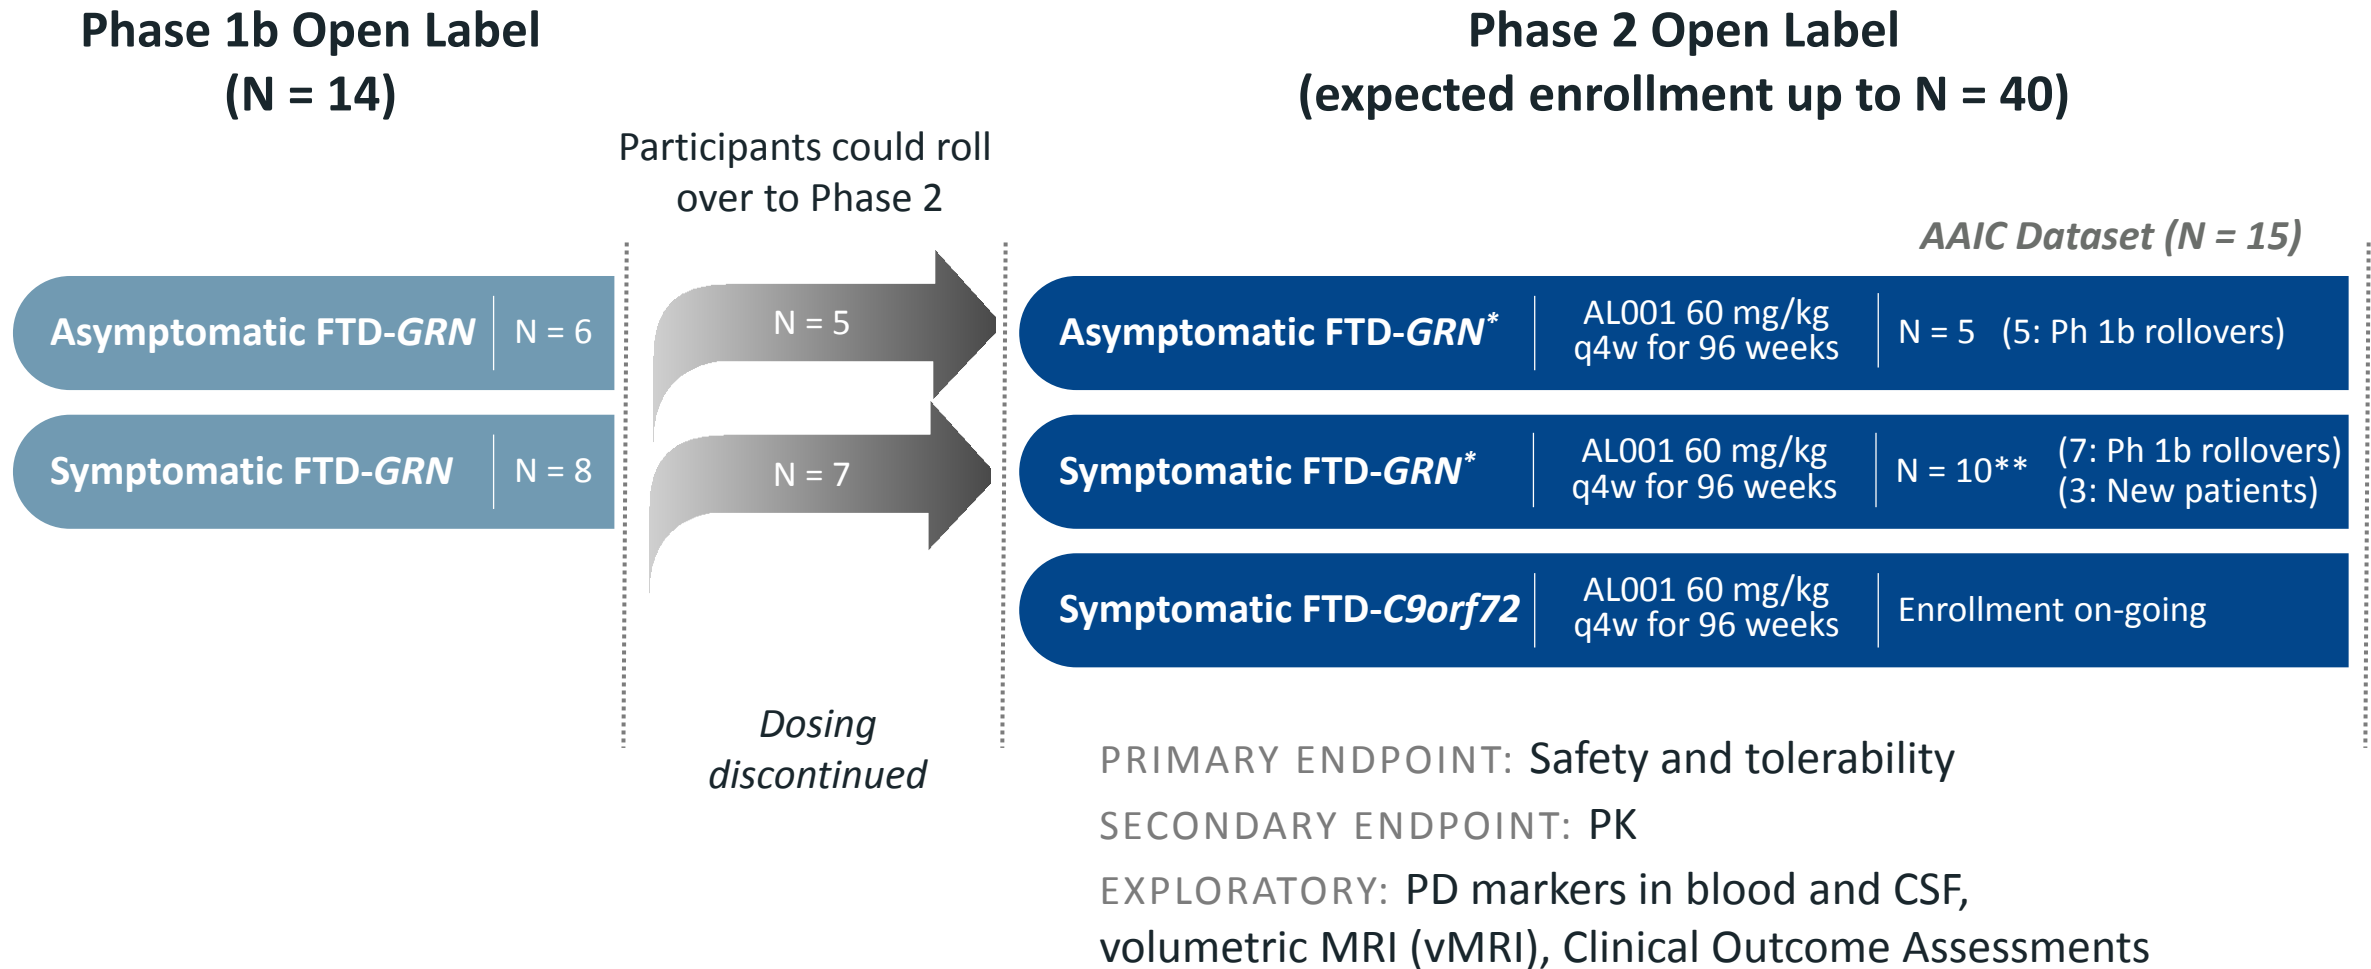 Phase 1b Open Label
(N = 14)
Phase 2 Open Label
(expected enrollment up to N = 40)
Participants could roll
over to Phase 2
AAIC Dataset (N = 15)
Asymptomatic FTD-GRN N = 6
N = 5
Asymptomatic FTD-GRN* AL001 60 mg/kg
q4w for 96 weeks
N = 5 (5: Ph 1b rollovers)
Symptomatic FTD-GRN N = 8
N = 7
Symptomatic FTD-GRN* AL001 60 mg/kg
q4w for 96 weeks
N = 10** (7: Ph 1b rollovers)
(3: New patients)
Symptomatic FTD-C9orf72 AL001 60 mg/kg
q4w for 96 weeks
Enrollment on-going
Dosing
discontinued
PRIMARY ENDPOINT: Safety and tolerability
SECONDARY ENDPOINT: PK
EXPLORATORY: PD markers in blood and CSF,
volumetric MRI (vMRI), Clinical Outcome Assessments